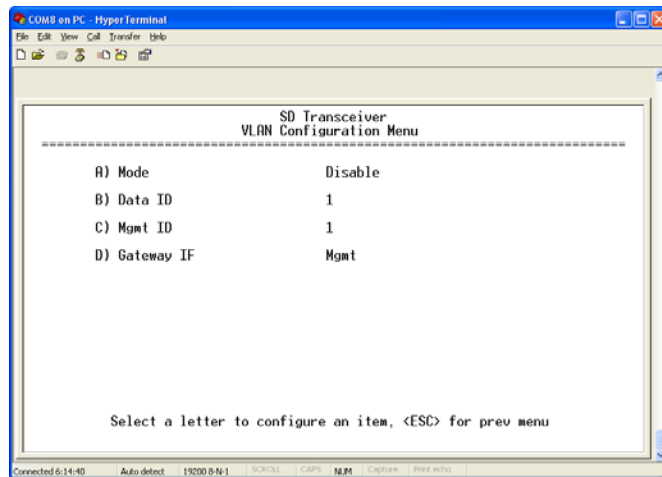 COM8 on PC - HyperTerminal
File Edit View Call Transfer Help
SD Transceiver
VLAN Configuration Menu
================================================================================
A) Mode Disable
B) Data ID 1
C) Mgmt ID 1
D) Gateway IF Mgmt
Select a letter to configure an item, <ESC> for prev menu
Connected 6:14:40 Auto detect 19200 8-N-1 SCROLL CAPS NUM Capture Print echo